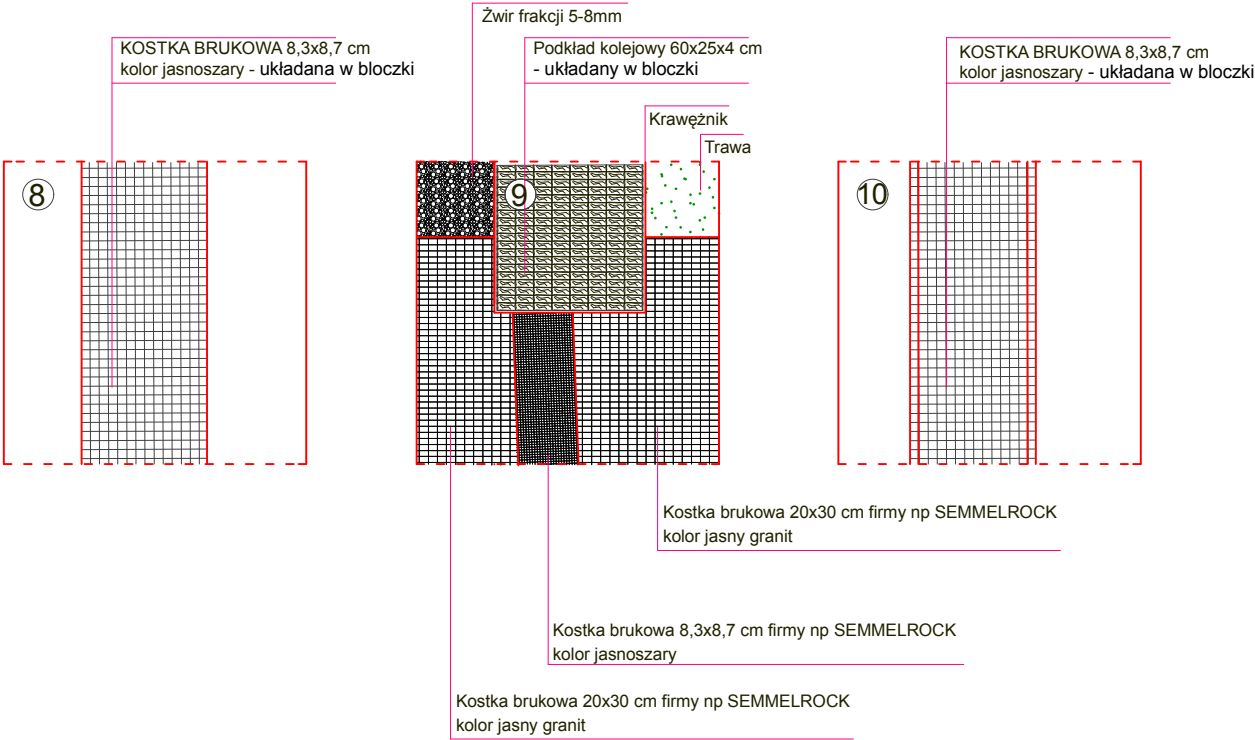 Żwir frakcji 5-8mm
KOSTKA BRUKOWA 8,3x8,7 cm
kolor jasnoszary - układana w bloczki
Podkład kolejowy 60x25x4 cm
- układany w bloczki
KOSTKA BRUKOWA 8,3x8,7 cm
kolor jasnoszary - układana w bloczki
Krawężnik
Trawa
8
9
10
Kostka brukowa 20x30 cm firmy np SEMMELROCK
kolor jasny granit
Kostka brukowa 8,3x8,7 cm firmy np SEMMELROCK
kolor jasnoszary
Kostka brukowa 20x30 cm firmy np SEMMELROCK
kolor jasny granit